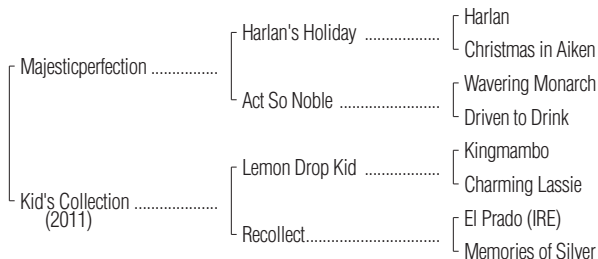 Harlan
Harlan's Holiday ..................
Christmas in Aiken
Majesticperfection ................
Wavering Monarch
Act So Noble ........................
Driven to Drink
Kingmambo
Lemon Drop Kid ..................
Charming Lassie
Kid's Collection ....................
(2011)
El Prado (IRE)
Recollect................................
Memories of Silver